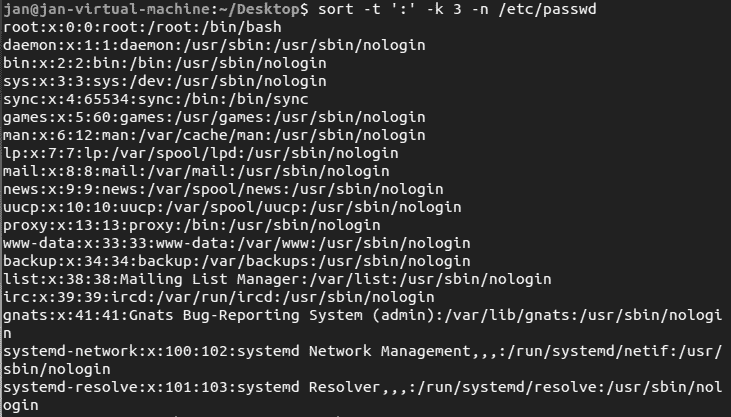 jan@jan-virtual-machine:~/Desktop$ sort -t ':' -k 3 -n /etc/passwd
root:x:0:0:root:/root:/bin/bash
daemon:x:1:1:daemon:/usr/sbin:/usr/sbin/nologin
bin:x:2:2:bin:/bin:/usr/sbin/nologin
sys:x:3:3:sys:/dev:/usr/sbin/nologin
sync:x:4:65534:sync:/bin:/bin/sync
games:x:5:60:games:/usr/games:/usr/sbin/nologin
man:x:6:12:man:/var/cache/man:/usr/sbin/nologin
lp:x:7:7:lp:/var/spool/lpd:/usr/sbin/nologin
mail:x:8:8:mail:/var/mail:/usr/sbin/nologin
news:x:9:9:news:/var/spool/news:/usr/sbin/nologin
uucp:x:10:10:uucp:/var/spool/uucp:/usr/sbin/nologin
proxy:x:13:13:proxy:/bin:/usr/sbin/nologin
www-data:x:33:33:www-data:/var/www:/usr/sbin/nologin
backup:x:34:34:backup:/var/backups:/usr/sbin/nologin
list:x:38:38:Mailing List Manager:/var/list:/usr/sbin/nologin
irc:x:39:39:ircd:/var/run/ircd:/usr/sbin/nologin
gnats:x:41:41:Gnats Bug-Reporting System (admin):/var/lib/gnats:/usr/sbin/nologi
n
systemd-network:x:100:102:systemd Network Management,,,:/run/systemd/netif:/usr/
sbin/nologin
systemd-resolve:x:101:103:systemd Resolver,,,:/run/systemd/resolve:/usr/sbin/nol
ogin